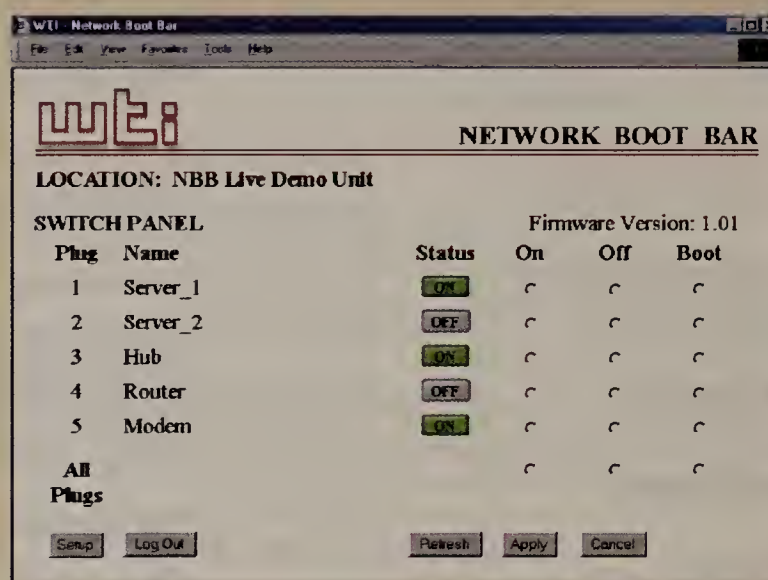 WTI - Network Boot Bar
File Edit View Favorites Tools Help
wti
NETWORK BOOT BAR
LOCATION: NBB Live Demo Unit
SWITCH PANEL Firmware Version: 1.01
Plug Name Status On Off Boot
1 Server_1 ON
2 Server_2 OFF
3 Hub ON
4 Router OFF
5 Modem ON
All
Plugs
Setup Log Out Refresh Apply Cancel